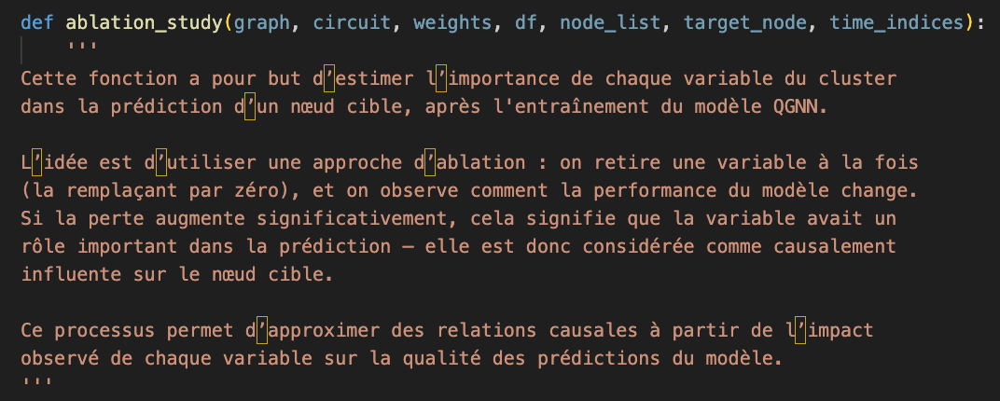 def ablation_study(graph, circuit, weights, df, node_list, target_node, time_indices):
'''
Cette fonction a pour but d’estimer l’importance de chaque variable du cluster
dans la prédiction d’un nœud cible, après l'entraînement du modèle QGNN.
L’idée est d’utiliser une approche d’ablation : on retire une variable à la fois
(la remplaçant par zéro), et on observe comment la performance du modèle change.
Si la perte augmente significativement, cela signifie que la variable avait un
rôle important dans la prédiction — elle est donc considérée comme causalement
influente sur le nœud cible.
Ce processus permet d’approximer des relations causales à partir de l’impact
observé de chaque variable sur la qualité des prédictions du modèle.
'''